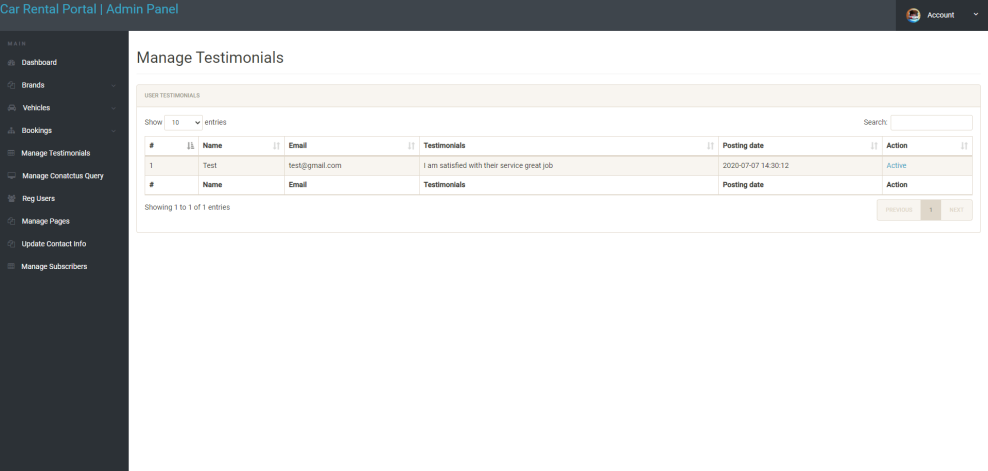 Car Rental Portal | Admin Panel
Account
MAIN
Dashboard
Brands
Vehicles
Bookings
Manage Testimonials
Manage Conatctus Query
Reg Users
Manage Pages
Update Contact Info
Manage Subscribers
Manage Testimonials
USER TESTIMONIALS
Show 10 entries Search:
# Name Email Testimonials Posting date Action
1 Test test@gmail.com I am satisfied with their service great job 2020-07-07 14:30:12 Active
# Name Email Testimonials Posting date Action
Showing 1 to 1 of 1 entries
PREVIOUS 1 NEXT